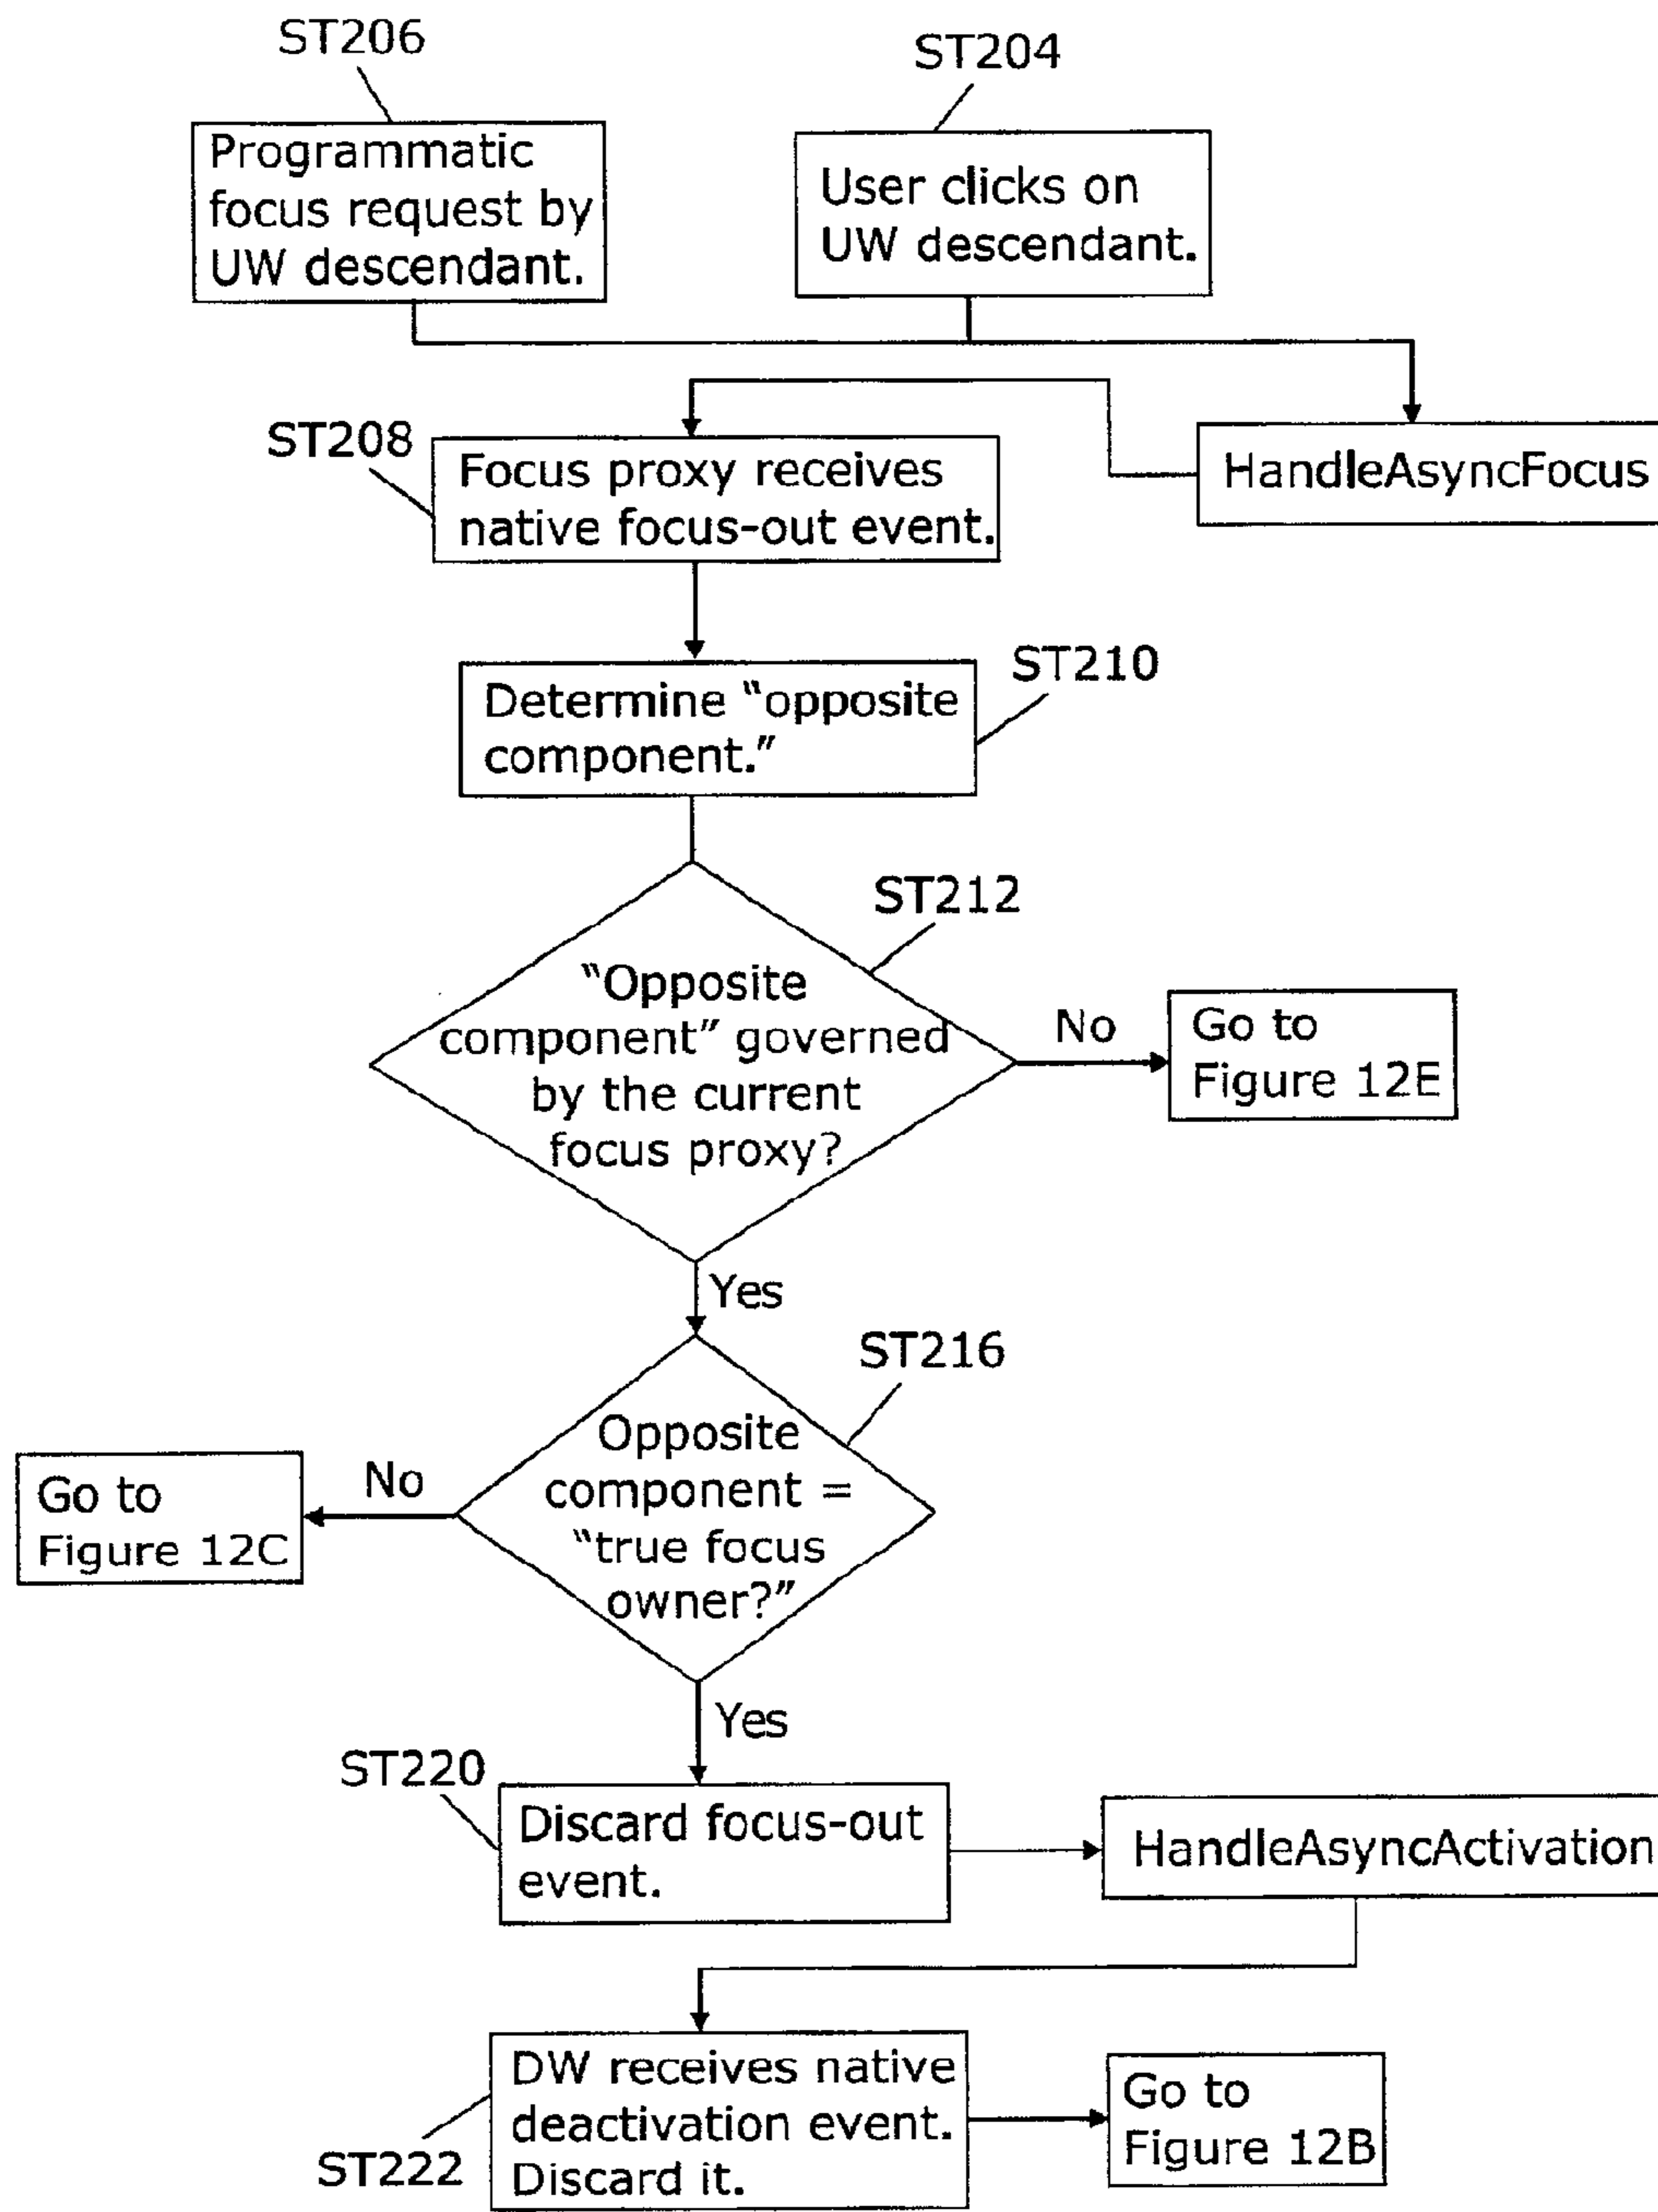 ST206
ST204
Programmatic
focus request by
UW descendant.
User clicks on
UW descendant.
ST208
Focus proxy receives
native focus-out event.
HandleAsyncFocus
ST210
Determine “opposite
component.”
ST212
“Opposite
component” governed
by the current
focus proxy?
No
Go to
Figure 12E
Yes
ST216
Opposite
component =
“true focus
owner?”
No
Go to
Figure 12C
Yes
ST220
Discard focus-out
event.
HandleAsyncActivation
DW receives native
deactivation event.
Discard it.
ST222
Go to
Figure 12B